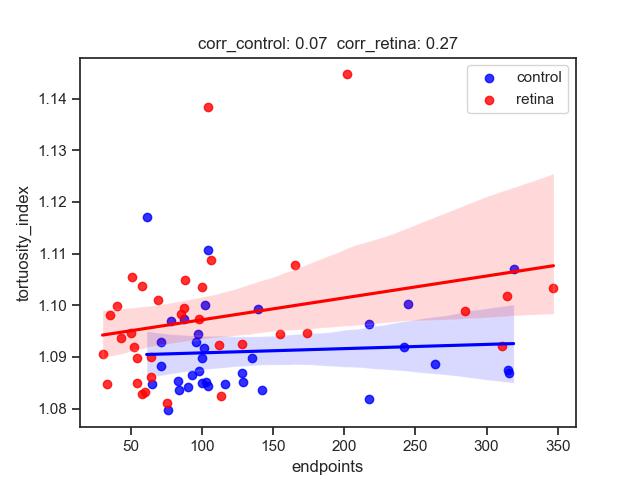 corr_control: 0.07  corr_retina: 0.27
control
retina
tortuosity_index
1.14
1.13
1.12
1.11
1.10
1.09
1.08
50 100 150 200 250 300 350
endpoints